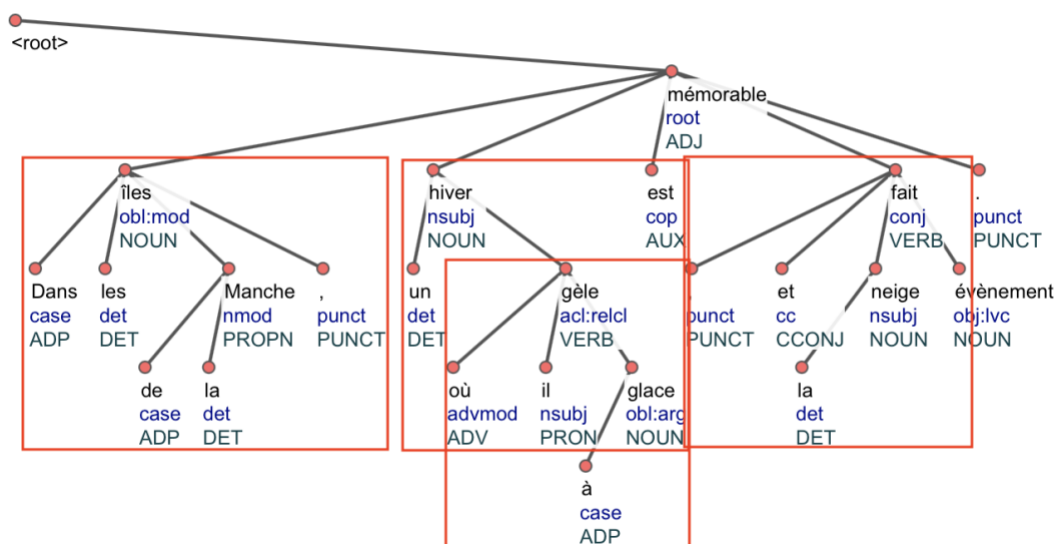 <root>
mémorable
root
ADJ
îles
obl:mod
NOUN
hiver
nsubj
NOUN
est
cop
AUX
fait
conj
VERB
.
punct
PUNCT
Dans
case
ADP
les
det
DET
Manche
nmod
PROPN
,
punct
PUNCT
un
det
DET
gèle
acl:relcl
VERB
,
punct
PUNCT
et
cc
CCONJ
neige
nsubj
NOUN
évènement
obj:lvc
NOUN
de
case
ADP
la
det
DET
où
advmod
ADV
il
nsubj
PRON
glace
obl:arg
NOUN
la
det
DET
à
case
ADP